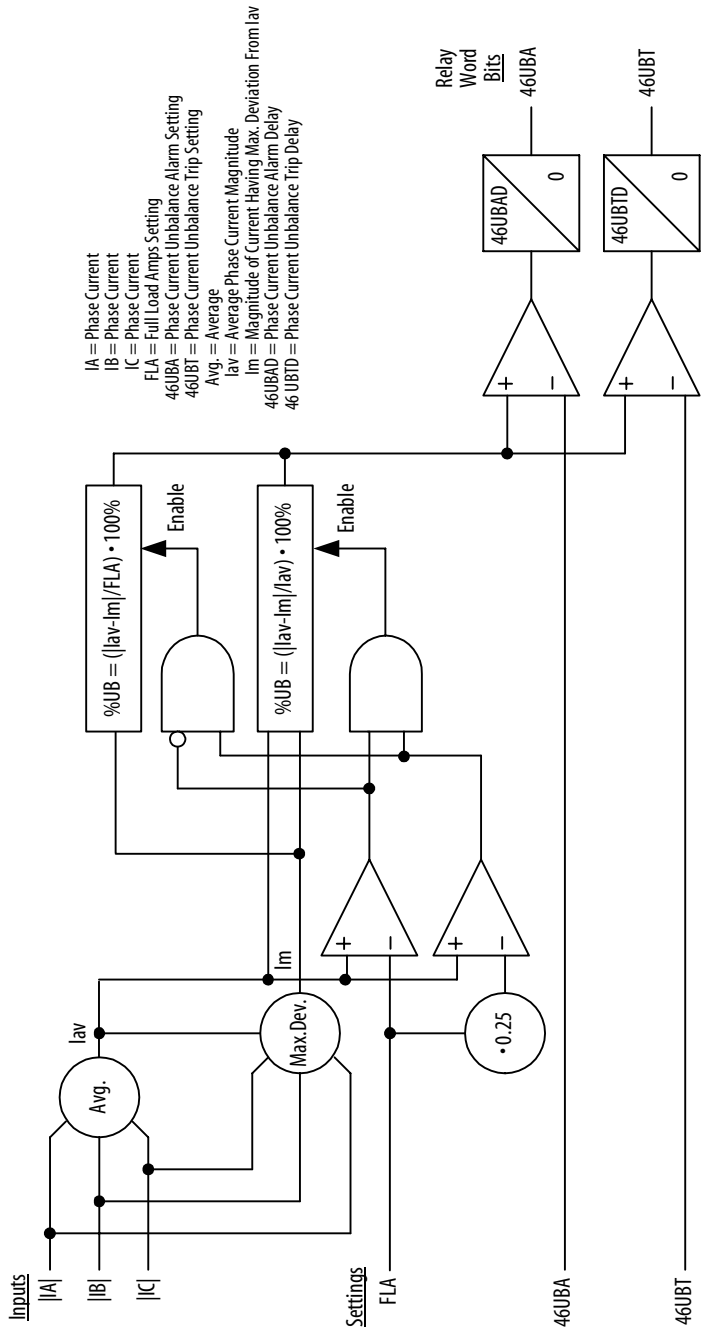 Inputs
|IA|
|IB|
|IC|
Avg.
Iav
Max.Dev.
Im
%UB = (|Iav-Im|/FLA) • 100%
Enable
%UB = (|Iav-Im|/Iav) • 100%
Enable
+
−
+
−
• 0.25
Settings
FLA
46UBA
46UBT
+
−
+
−
46UBAD
0
46UBTD
0
Relay
Word
Bits
46UBA
46UBT
IA = Phase Current
IB = Phase Current
IC = Phase Current
FLA = Full Load Amps Setting
46UBA = Phase Current Unbalance Alarm Setting
46UBT = Phase Current Unbalance Trip Setting
Avg. = Average
Iav = Average Phase Current Magnitude
Im = Magnitude of Current Having Max. Deviation From Iav
46UBAD = Phase Current Unbalance Alarm Delay
46 UBTD = Phase Current Unbalance Trip Delay